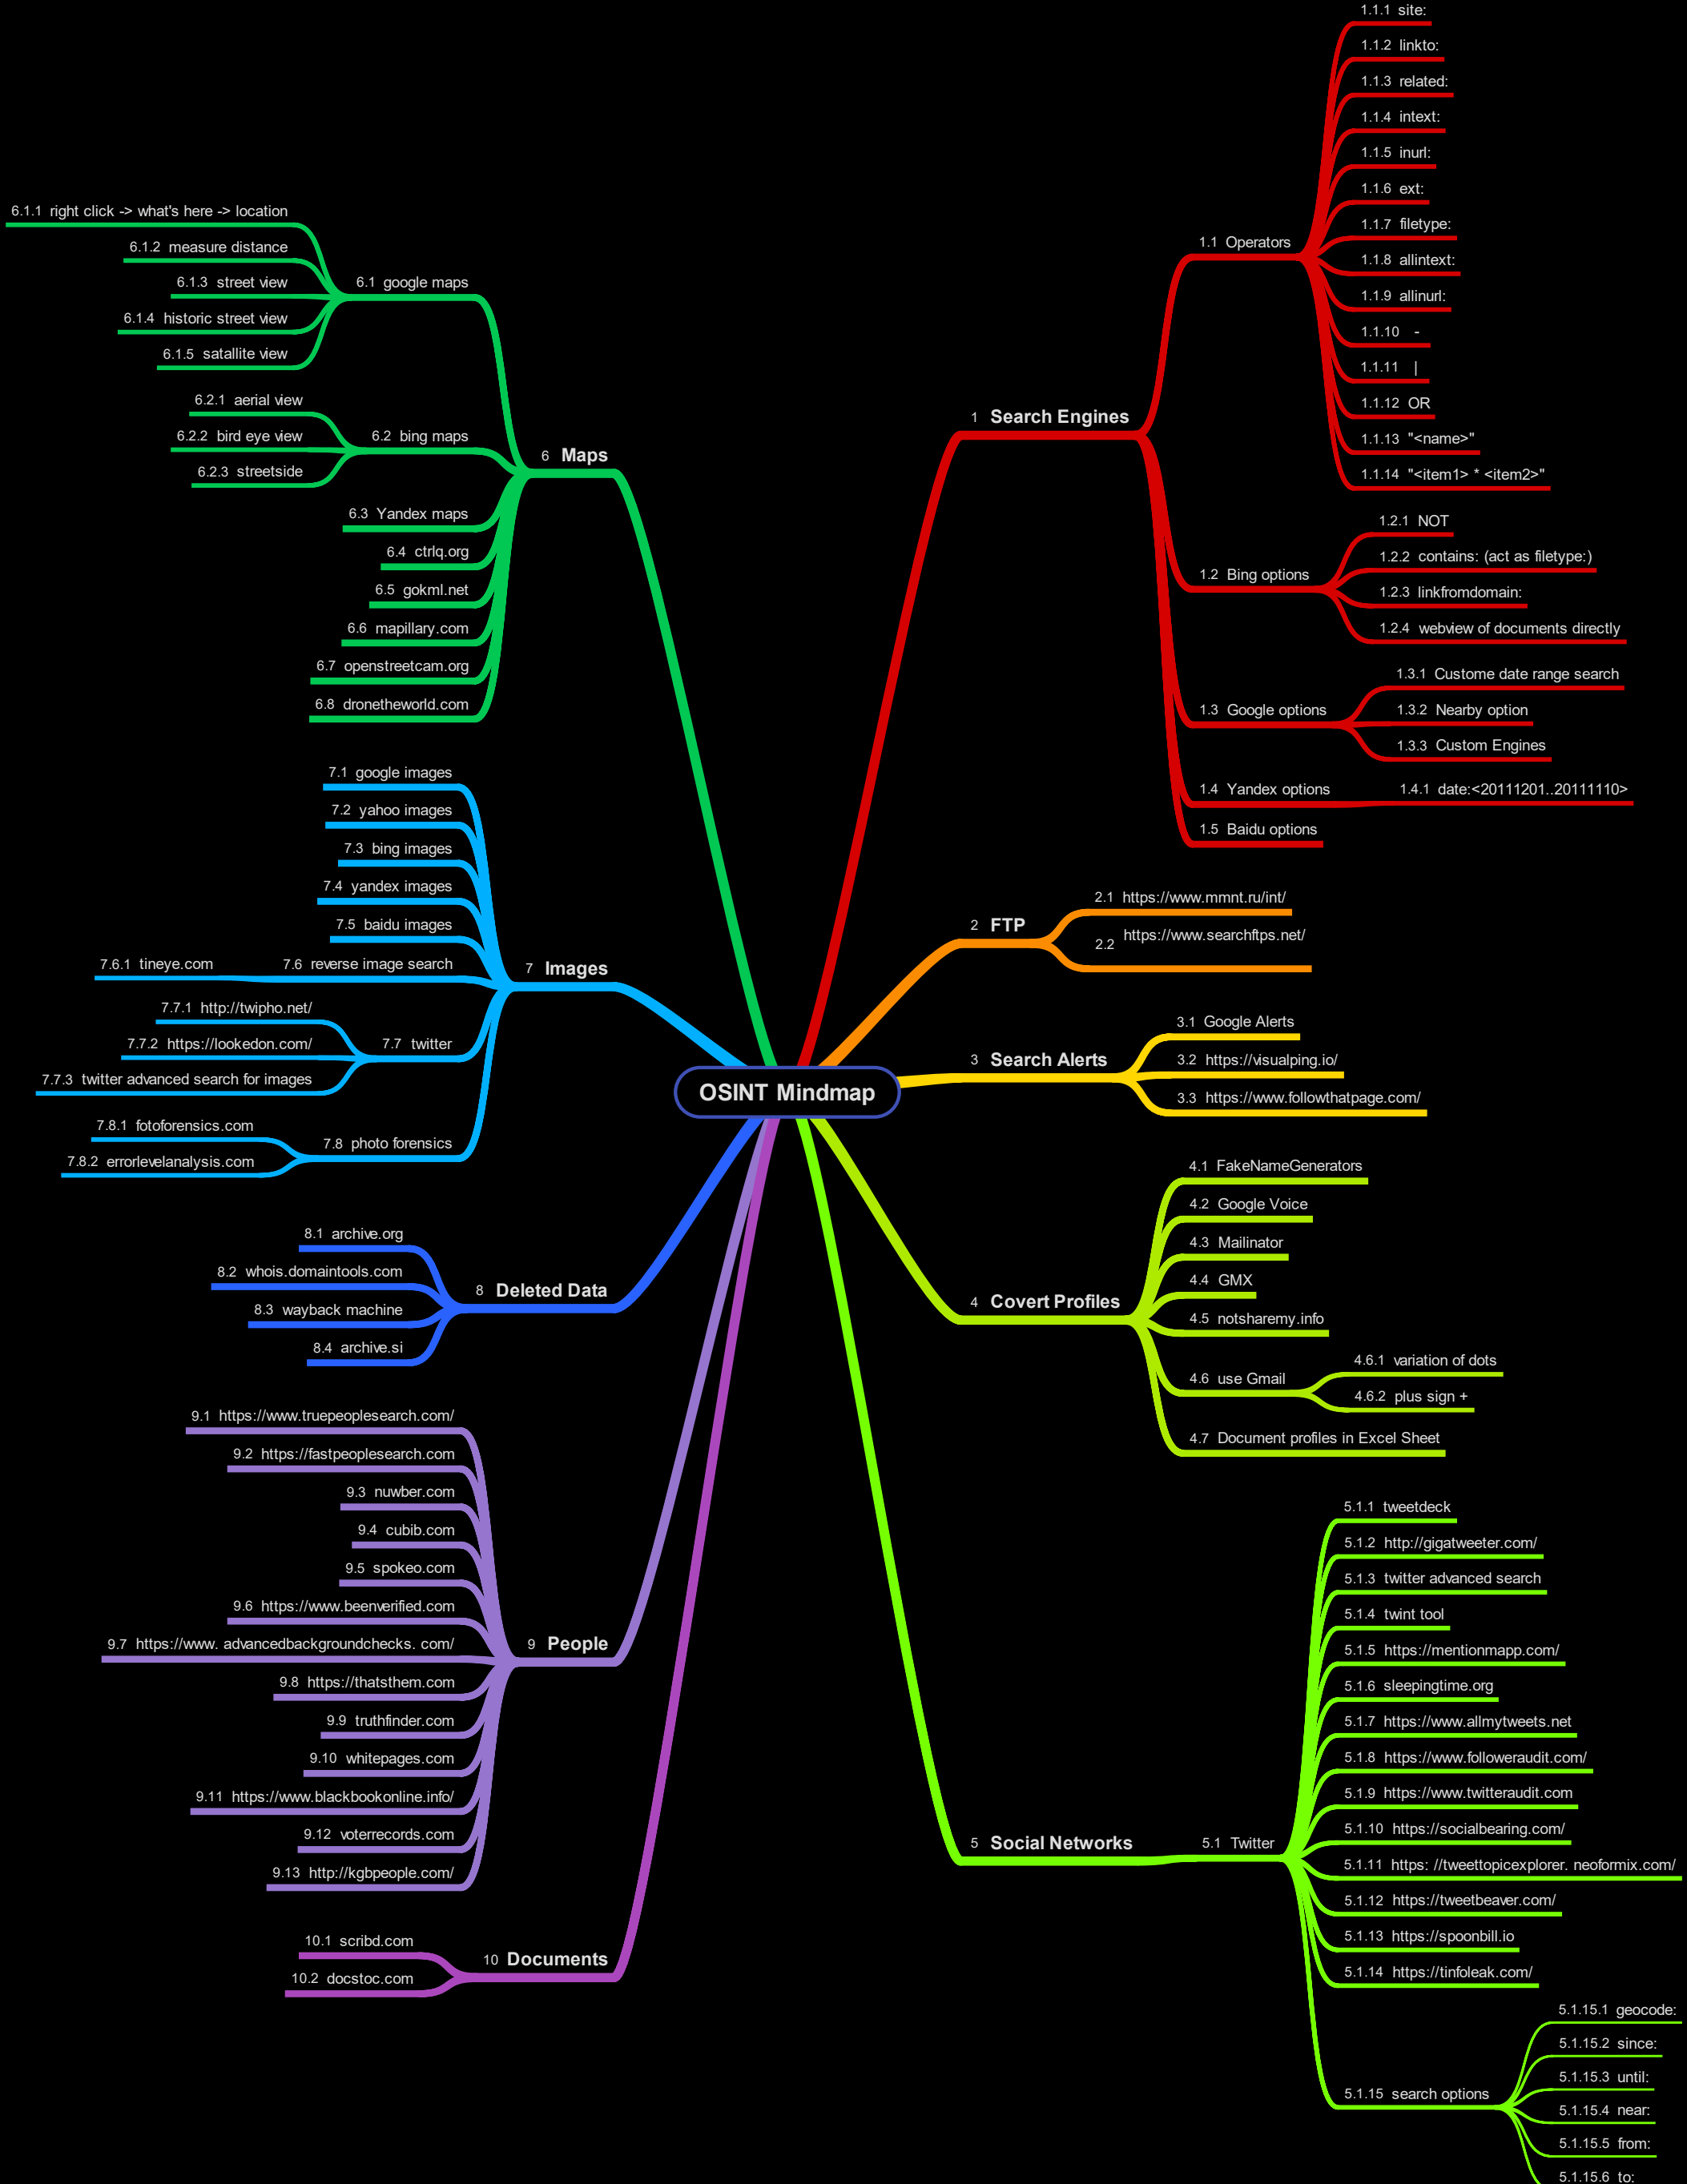 OSINT Mindmap
1 Search Engines
1.1 Operators
1.1.1 site:
1.1.2 linkto:
1.1.3 related:
1.1.4 intext:
1.1.5 inurl:
1.1.6 ext:
1.1.7 filetype:
1.1.8 allintext:
1.1.9 allinurl:
1.1.10 -
1.1.11 |
1.1.12 OR
1.1.13 "<name>"
1.1.14 "<item1> * <item2>"
1.2 Bing options
1.2.1 NOT
1.2.2 contains: (act as filetype:)
1.2.3 linkfromdomain:
1.2.4 webview of documents directly
1.3 Google options
1.3.1 Custome date range search
1.3.2 Nearby option
1.3.3 Custom Engines
1.4 Yandex options
1.4.1 date:<20111201..20111110>
1.5 Baidu options
2 FTP
2.1 https://www.mmnt.ru/int/
2.2 https://www.searchftps.net/
3 Search Alerts
3.1 Google Alerts
3.2 https://visualping.io/
3.3 https://www.followthatpage.com/
4 Covert Profiles
4.1 FakeNameGenerators
4.2 Google Voice
4.3 Mailinator
4.4 GMX
4.5 notsharemy.info
4.6 use Gmail
4.6.1 variation of dots
4.6.2 plus sign +
4.7 Document profiles in Excel Sheet
5 Social Networks
5.1 Twitter
5.1.1 tweetdeck
5.1.2 http://gigatweeter.com/
5.1.3 twitter advanced search
5.1.4 twint tool
5.1.5 https://mentionmapp.com/
5.1.6 sleepingtime.org
5.1.7 https://www.allmytweets.net
5.1.8 https://www.followeraudit.com/
5.1.9 https://www.twitteraudit.com
5.1.10 https://socialbearing.com/
5.1.11 https: //tweettopicexplorer. neoformix.com/
5.1.12 https://tweetbeaver.com/
5.1.13 https://spoonbill.io
5.1.14 https://tinfoleak.com/
5.1.15 search options
5.1.15.1 geocode:
5.1.15.2 since:
5.1.15.3 until:
5.1.15.4 near:
5.1.15.5 from:
5.1.15.6 to:
6 Maps
6.1 google maps
6.1.1 right click -> what's here -> location
6.1.2 measure distance
6.1.3 street view
6.1.4 historic street view
6.1.5 satallite view
6.2 bing maps
6.2.1 aerial view
6.2.2 bird eye view
6.2.3 streetside
6.3 Yandex maps
6.4 ctrlq.org
6.5 gokml.net
6.6 mapillary.com
6.7 openstreetcam.org
6.8 dronetheworld.com
7 Images
7.1 google images
7.2 yahoo images
7.3 bing images
7.4 yandex images
7.5 baidu images
7.6 reverse image search
7.6.1 tineye.com
7.7 twitter
7.7.1 http://twipho.net/
7.7.2 https://lookedon.com/
7.7.3 twitter advanced search for images
7.8 photo forensics
7.8.1 fotoforensics.com
7.8.2 errorlevelanalysis.com
8 Deleted Data
8.1 archive.org
8.2 whois.domaintools.com
8.3 wayback machine
8.4 archive.si
9 People
9.1 https://www.truepeoplesearch.com/
9.2 https://fastpeoplesearch.com
9.3 nuwber.com
9.4 cubib.com
9.5 spokeo.com
9.6 https://www.beenverified.com
9.7 https://www. advancedbackgroundchecks. com/
9.8 https://thatsthem.com
9.9 truthfinder.com
9.10 whitepages.com
9.11 https://www.blackbookonline.info/
9.12 voterrecords.com
9.13 http://kgbpeople.com/
10 Documents
10.1 scribd.com
10.2 docstoc.com